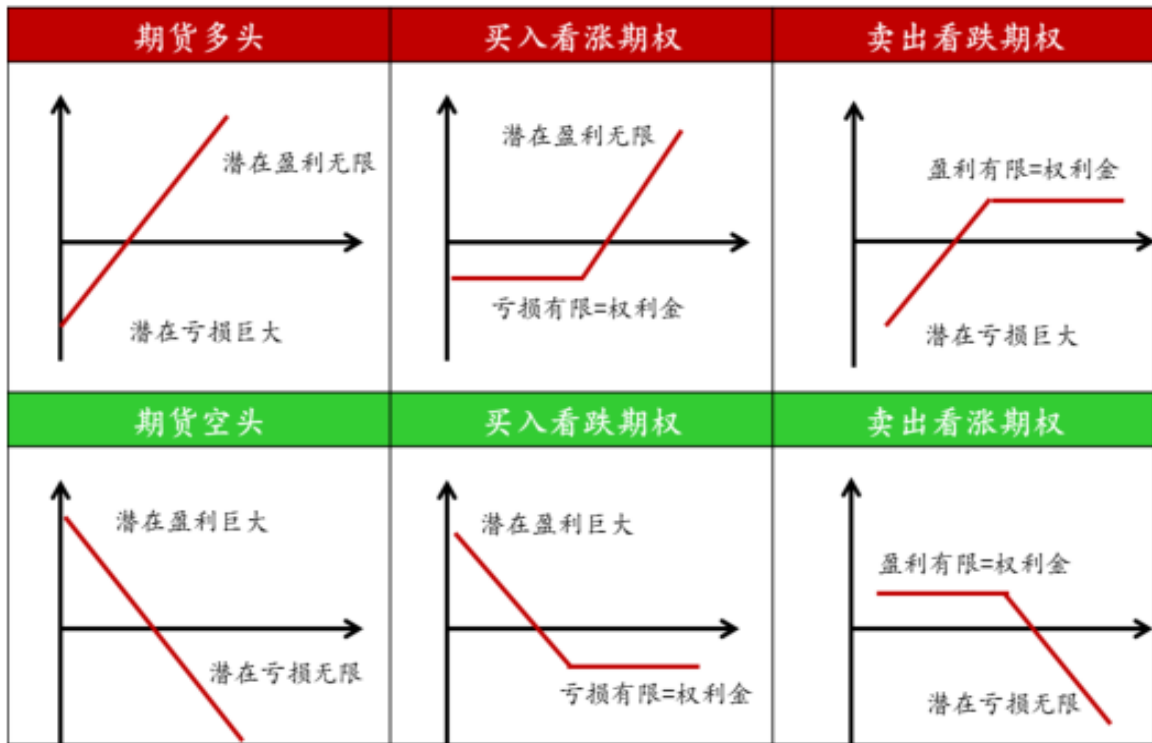 期货多头
买入看涨期权
卖出看跌期权
潜在盈利无限
潜在亏损巨大
潜在盈利无限
亏损有限=权利金
盈利有限=权利金
潜在亏损巨大
期货空头
买入看跌期权
卖出看涨期权
潜在盈利巨大
潜在亏损无限
潜在盈利巨大
亏损有限=权利金
盈利有限=权利金
潜在亏损无限